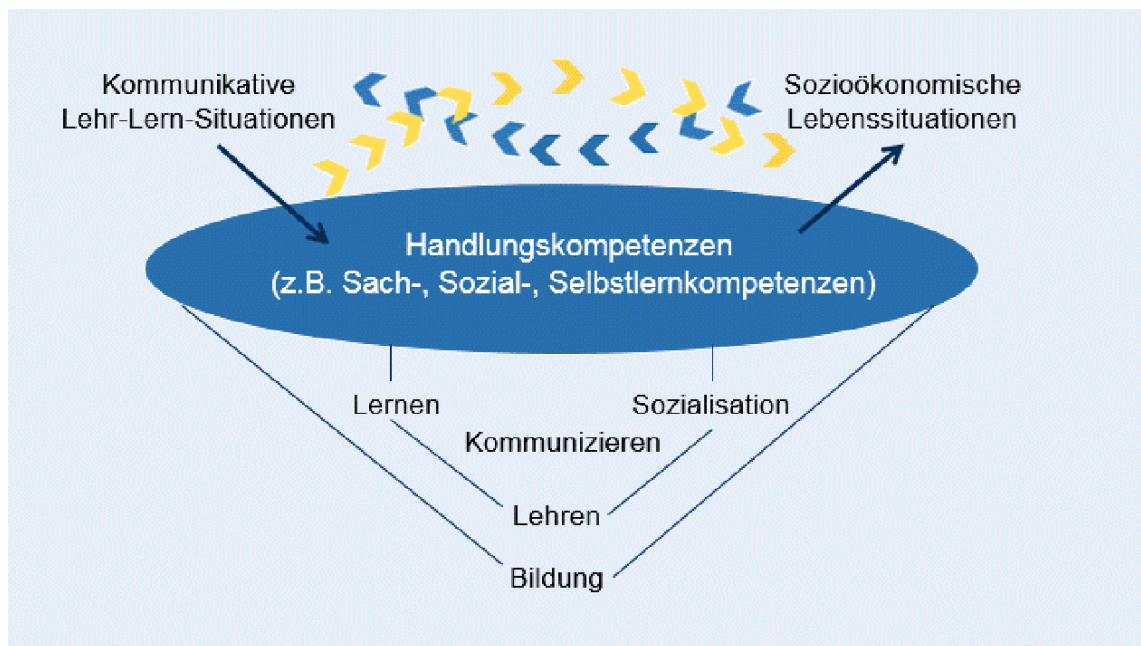 Kommunikative
Lehr-Lern-Situationen
Sozioökonomische
Lebenssituationen
Handlungskompetenzen
(z.B. Sach-, Sozial-, Selbstlernkompetenzen)
Lernen
Sozialisation
Kommunizieren
Lehren
Bildung